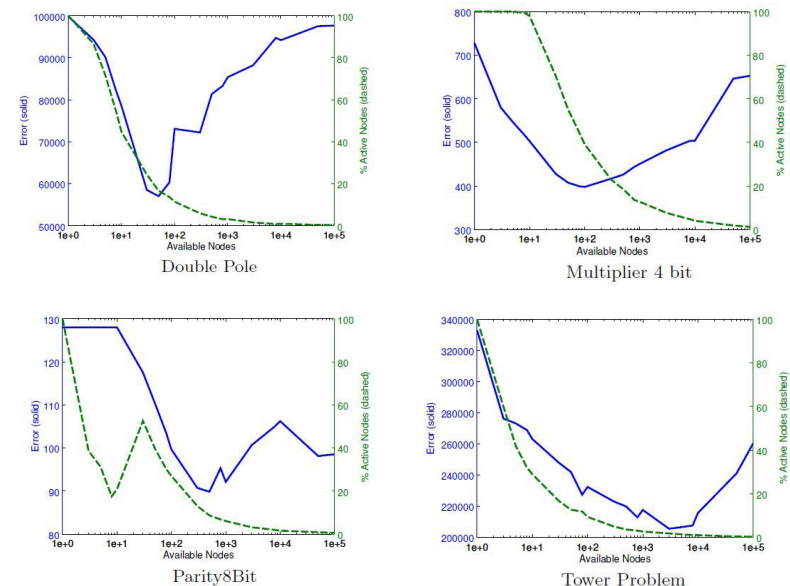 100000
90000
80000
70000
60000
50000
Error (solid)
100
80
60
40
20
0
% Active Nodes (dashed)
1e+0 1e+1 1e+2 1e+3 1e+4 1e+5
Available Nodes
Double Pole
800
700
600
500
400
300
Error (solid)
100
80
60
40
20
0
% Active Nodes (dashed)
1e+0 1e+1 1e+2 1e+3 1e+4 1e+5
Available Nodes
Multiplier 4 bit
130
120
110
100
90
80
Error (solid)
100
80
60
40
20
0
% Active Nodes (dashed)
1e+0 1e+1 1e+2 1e+3 1e+4 1e+5
Available Nodes
Parity8Bit
340000
320000
300000
280000
260000
240000
220000
200000
Error (solid)
100
80
60
40
20
0
% Active Nodes (dashed)
1e+0 1e+1 1e+2 1e+3 1e+4 1e+5
Available Nodes
Tower Problem